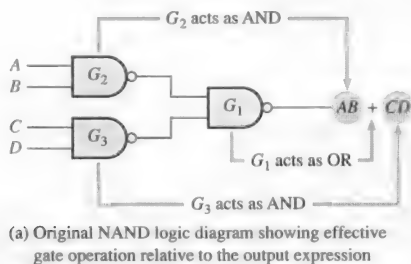 G₂ acts as AND
A
B
G₂
C
D
G₃
G₁
AB + CD
G₁ acts as OR
G₃ acts as AND
(a) Original NAND logic diagram showing effective
gate operation relative to the output expression